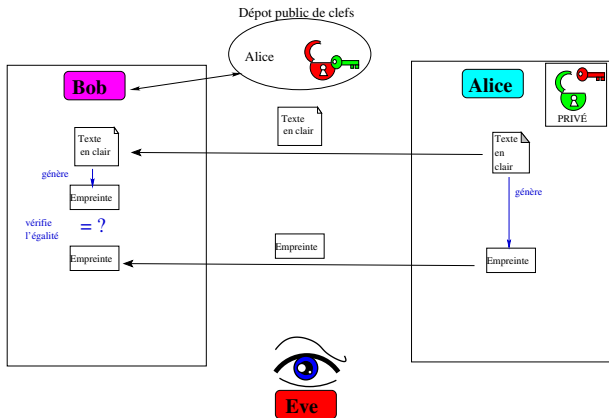 Dépot public de clefs
Alice
Bob
Alice
PRIVÉ
Texte
en clair
Texte
en clair
Texte
en
clair
génère
génère
Empreinte
vérifie
l'égalité
= ?
Empreinte
Empreinte
Empreinte
Eve